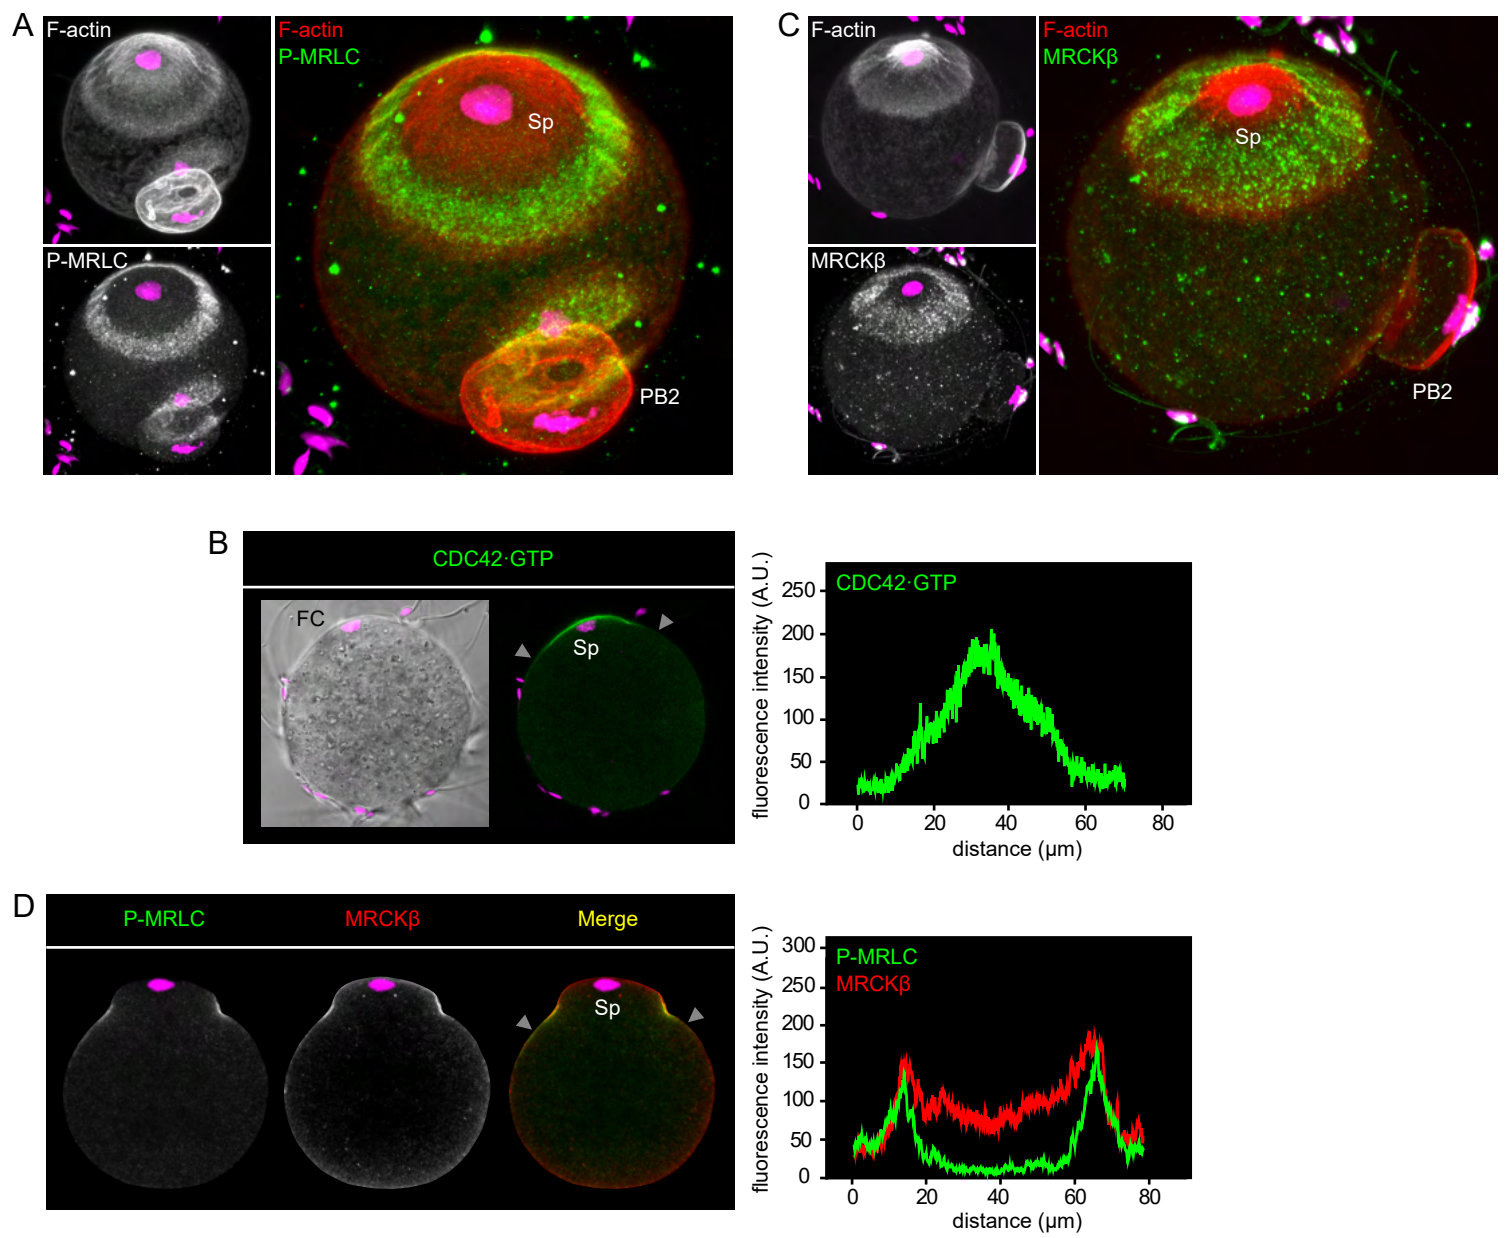 A
F-actin
P-MRLC
F-actin
P-MRLC
Sp
PB2
C
F-actin
MRCKβ
F-actin
MRCKβ
Sp
PB2
B
CDC42·GTP
FC
Sp
fluorescence intensity (A.U.)
CDC42·GTP
250
200
150
100
50
0
0 20 40 60 80
distance (µm)
D
P-MRLC MRCKβ Merge
Sp
fluorescence intensity (A.U.)
P-MRLC
MRCKβ
300
250
200
150
100
50
0
0 20 40 60 80
distance (µm)